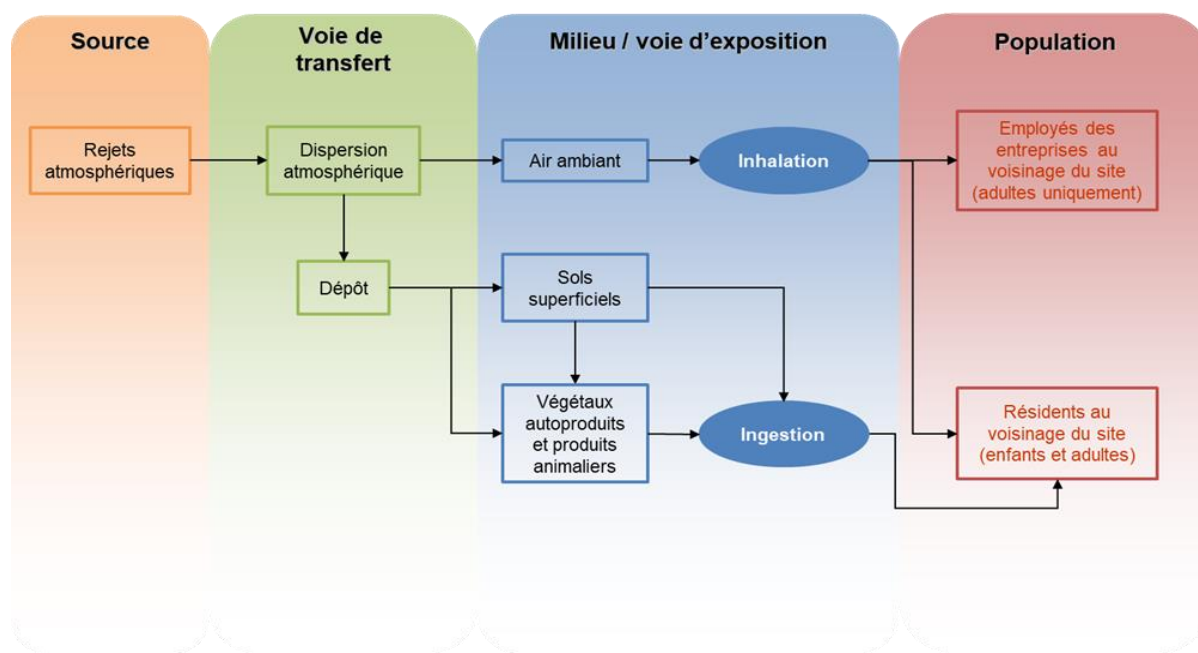 Source
Voie de
transfert
Milieu / voie d'exposition
Population
Rejets
atmosphériques
Dispersion
atmosphérique
Air ambiant
Inhalation
Employés des
entreprises au
voisinage du site
(adultes uniquement)
Dépôt
Sols
superficiels
Végétaux
autoproduits
et produits
animaliers
Ingestion
Résidents au
voisinage du site
(enfants et adultes)